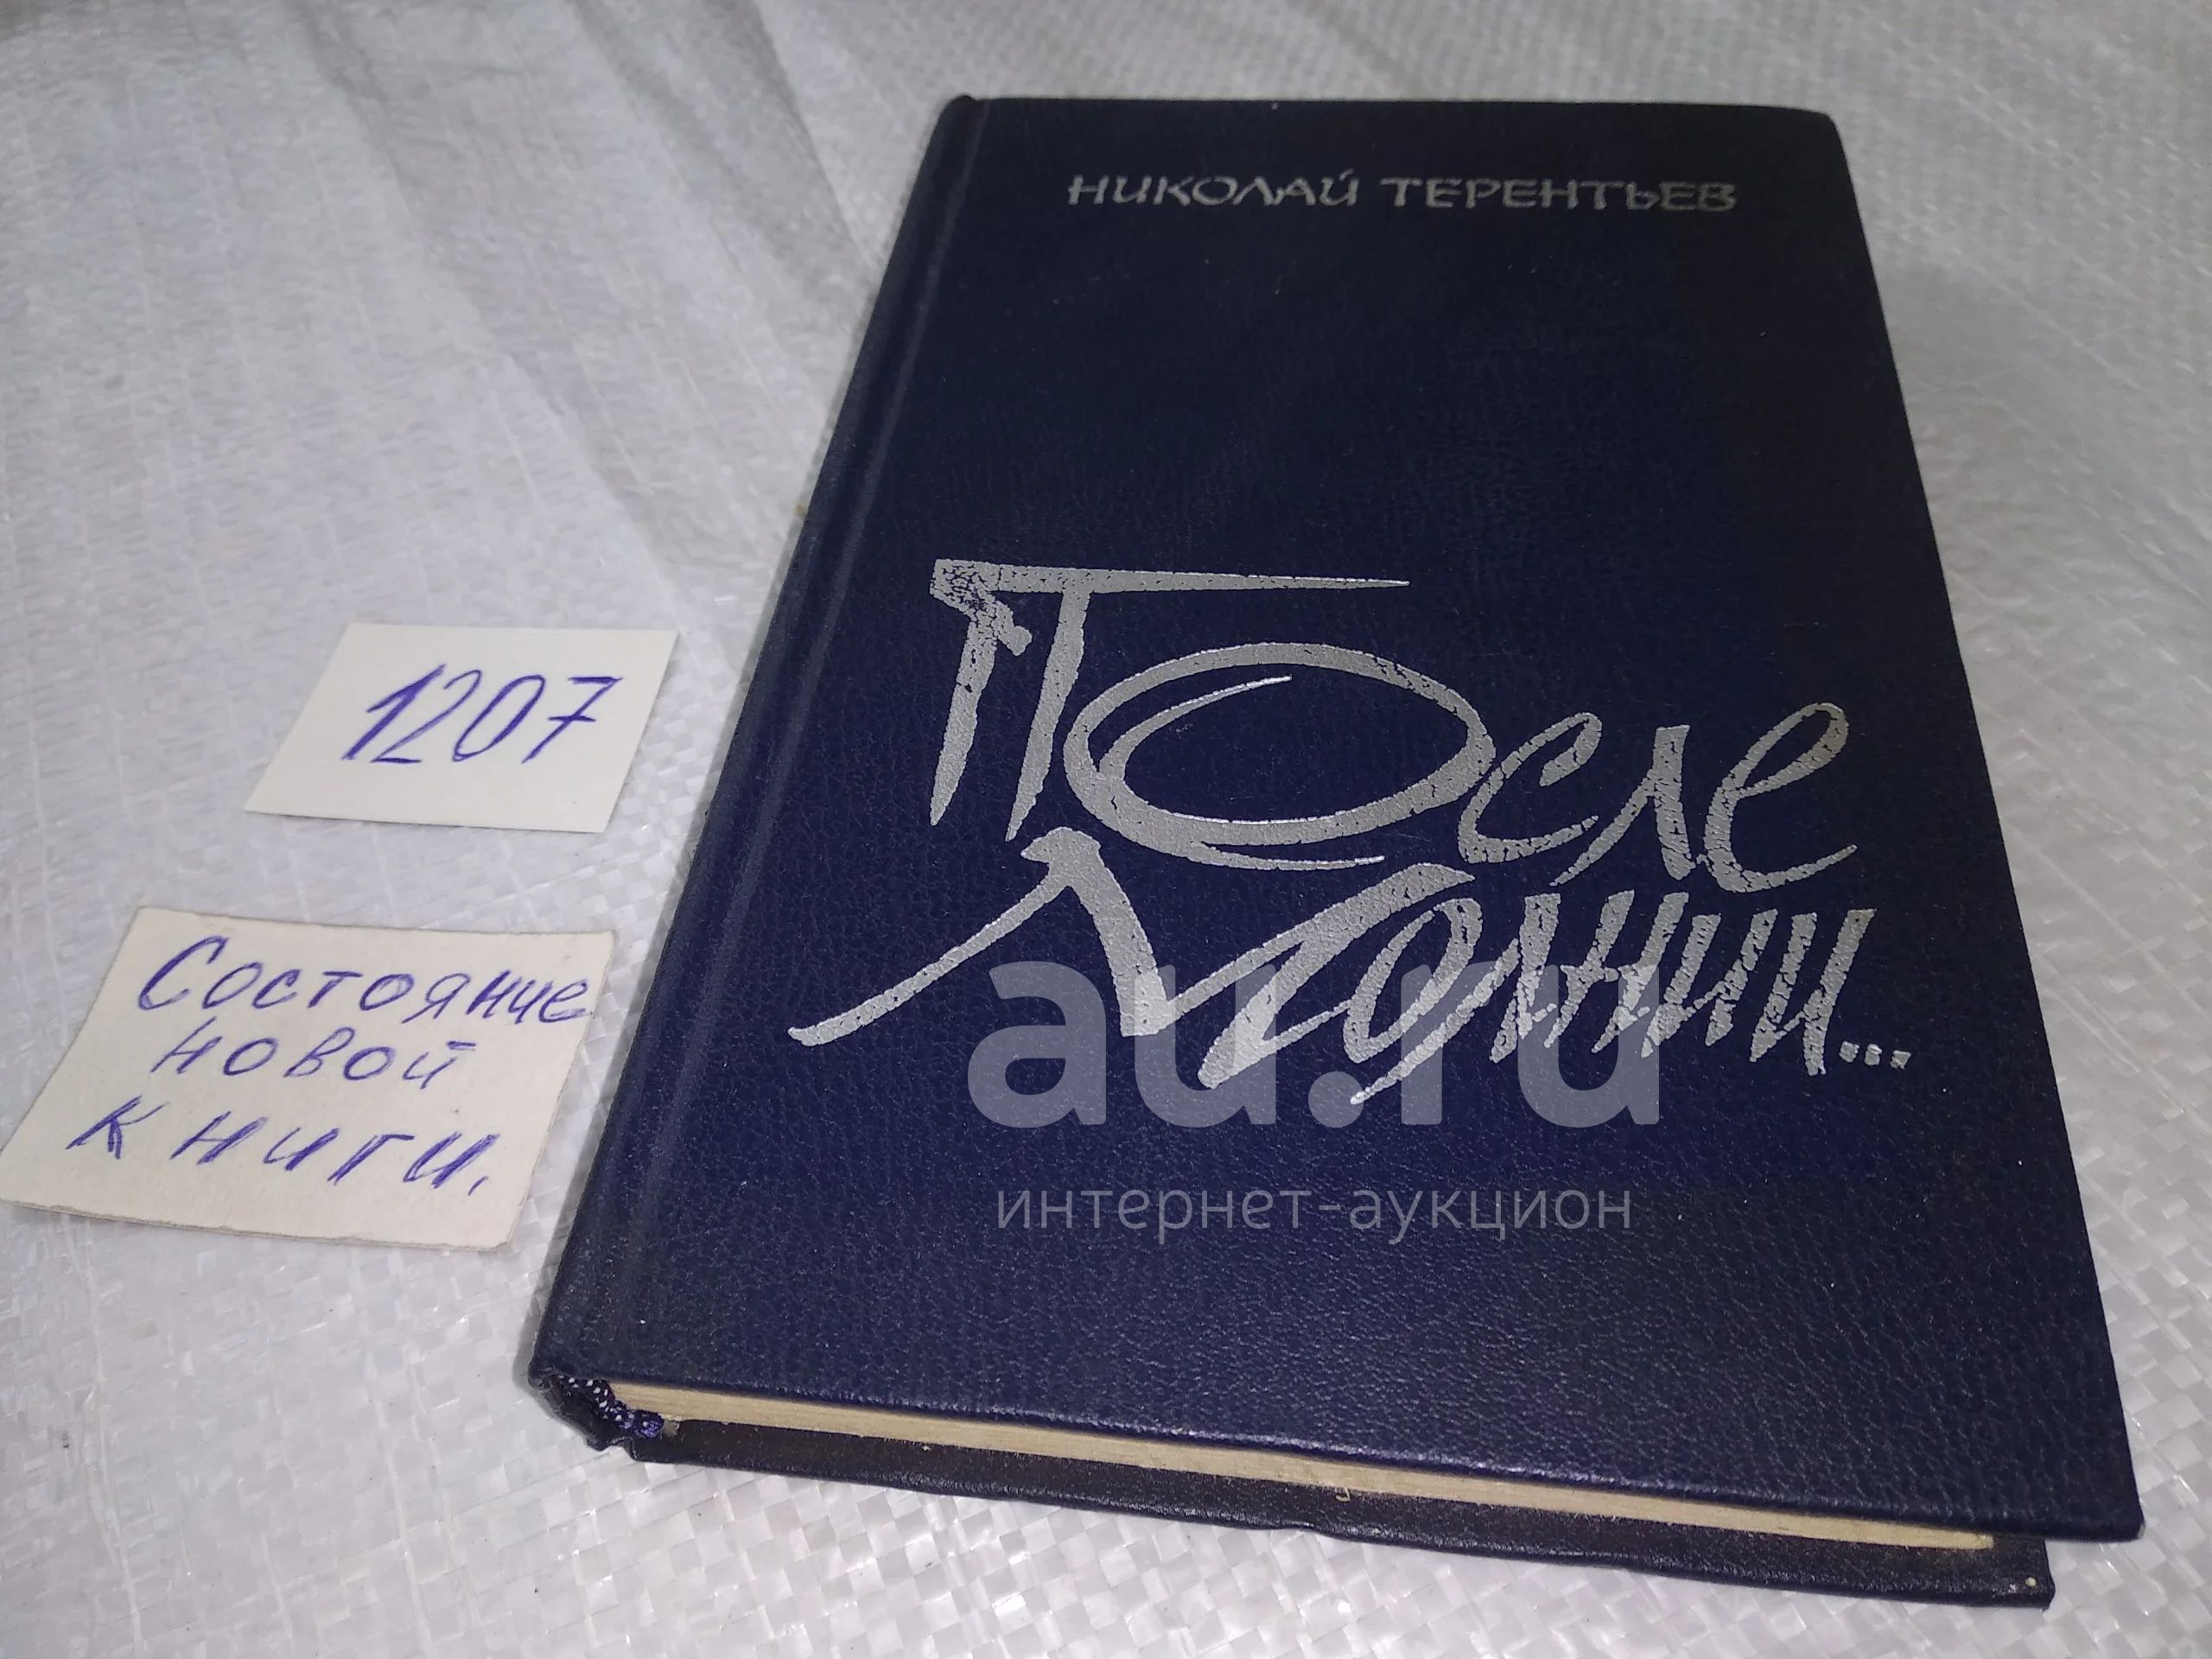 НИКОЛАЙ ТЕРЕНТЬЕВ
После
Молнии...
1207
Состояние
новой
книги.
au.ru
интернет-аукцион